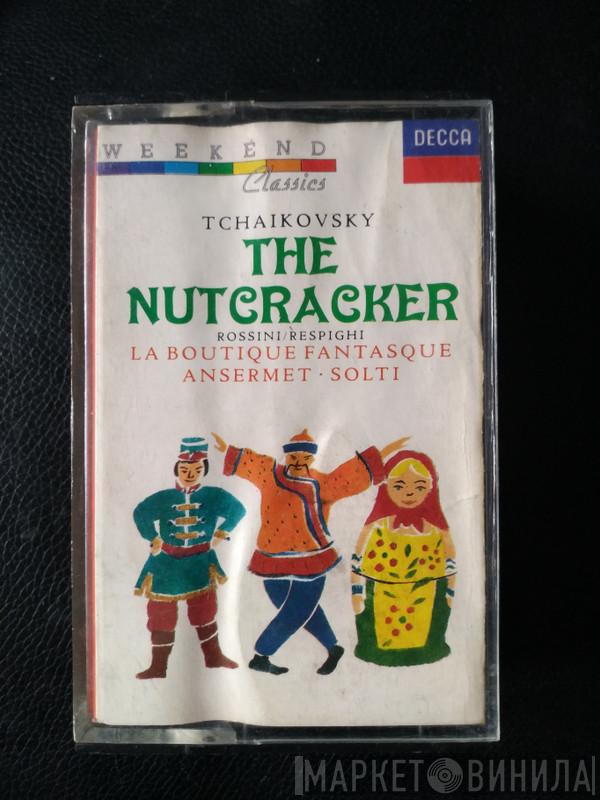 WEEKEND
Classics
DECCA
TCHAIKOVSKY
THE
NUTCRACKER
ROSSINI/RESPIGHI
LA BOUTIQUE FANTASQUE
ANSERMET · SOLTI
МАРКЕТ ВИНИЛА